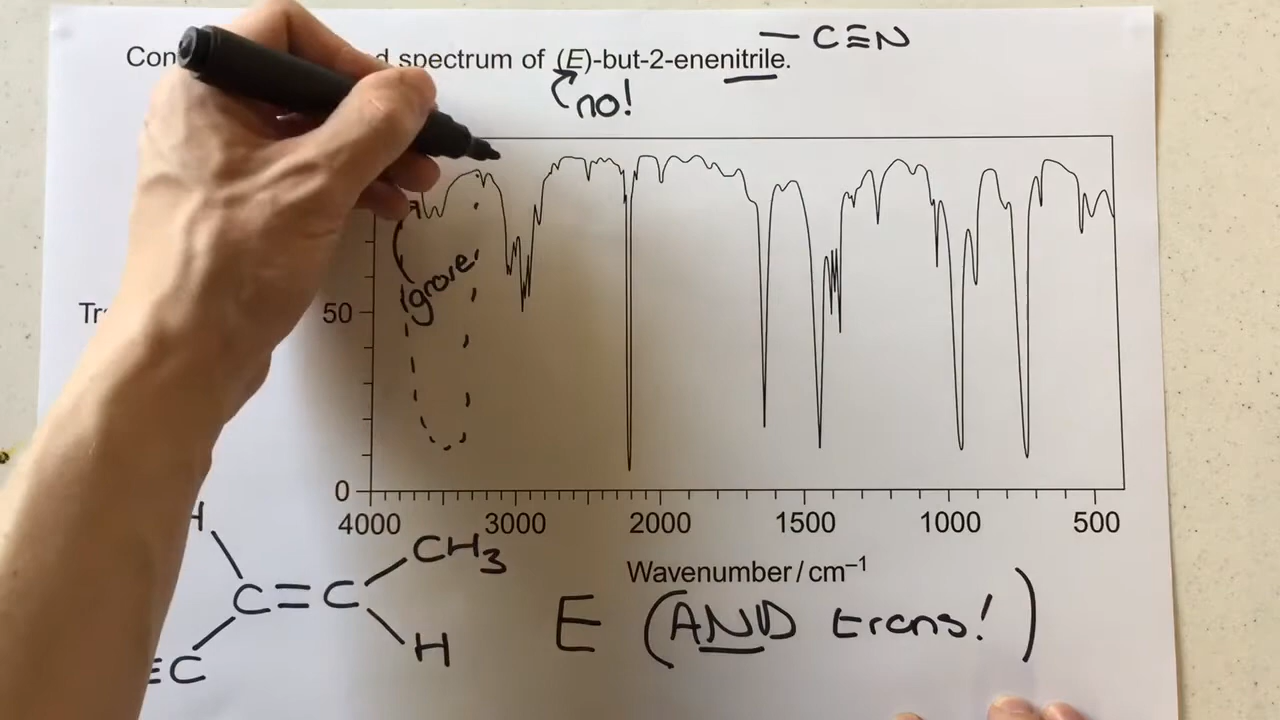 — C≡N
spectrum of (E)-but-2-enenitrile.
no!
ignore
50
0
4000 3000 2000 1500 1000 500
Wavenumber / cm⁻¹
H
CH₃
C=C
H
≡C
E (AND trans!)